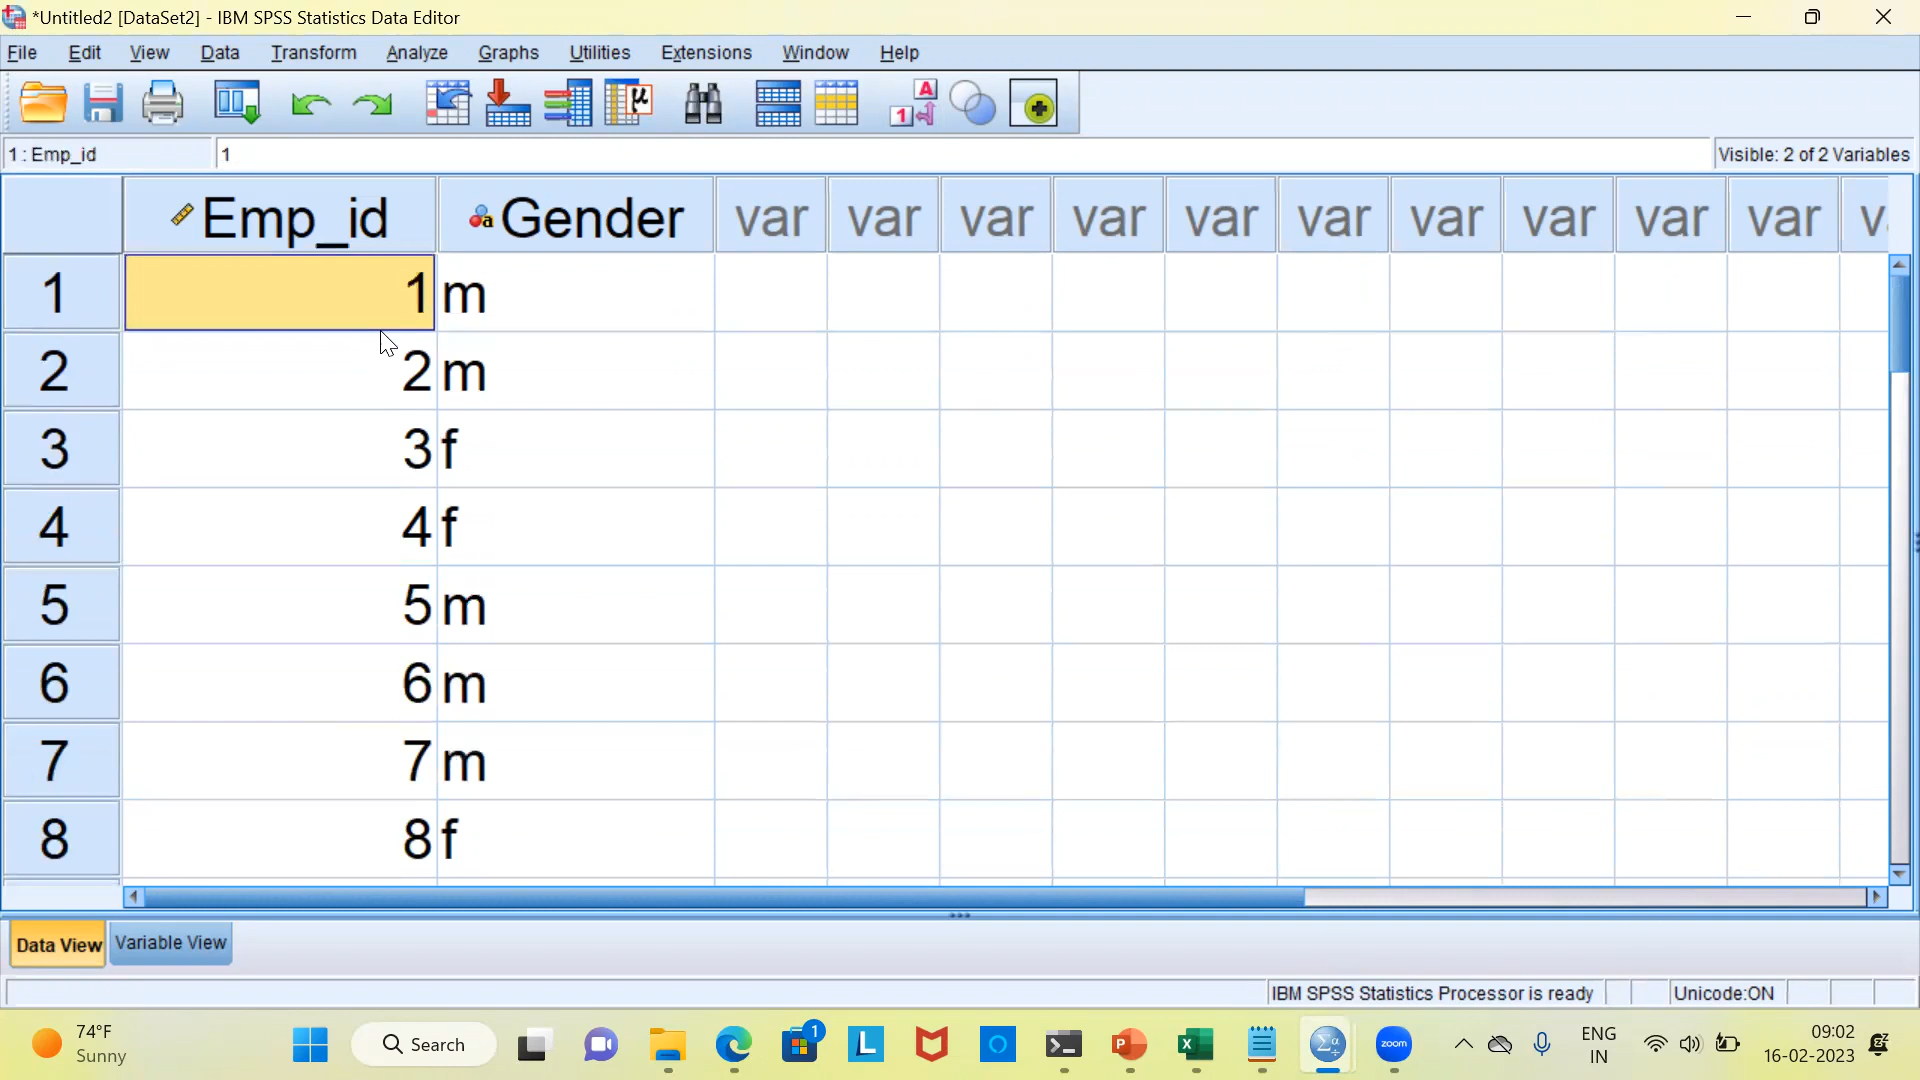 *Untitled2 [DataSet2] - IBM SPSS Statistics Data Editor
File Edit View Data Transform Analyze Graphs Utilities Extensions Window Help
1 A
1 : Emp_id 1 Visible: 2 of 2 Variables
Emp_id Gender var var var var var var var var var var va
1 1 m
2 2 m
3 3 f
4 4 f
5 5 m
6 6 m
7 7 m
8 8 f
Data View Variable View
IBM SPSS Statistics Processor is ready Unicode:ON
74°F
Sunny
Search
1
L
zoom
ENG
IN
09:02
16-02-2023